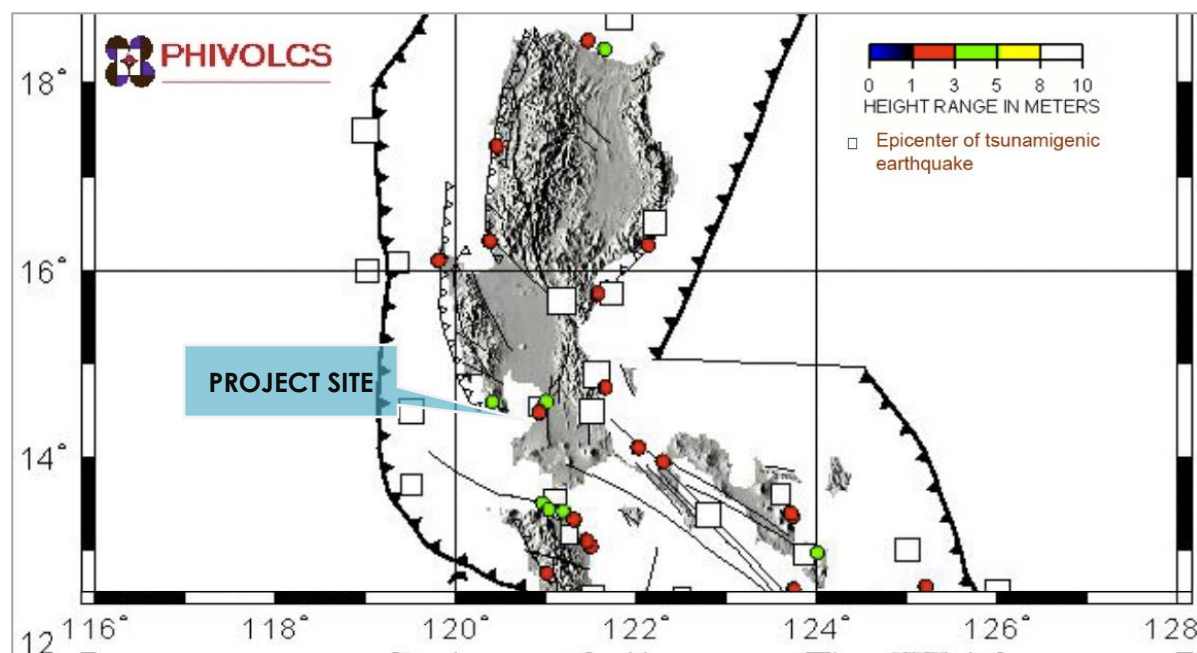 PHIVOLCS
18°
16°
14°
12
0 1 3 5 8 10
HEIGHT RANGE IN METERS
Epicenter of tsunamigenic
earthquake
PROJECT SITE
116° 118° 120° 122° 124° 126° 128